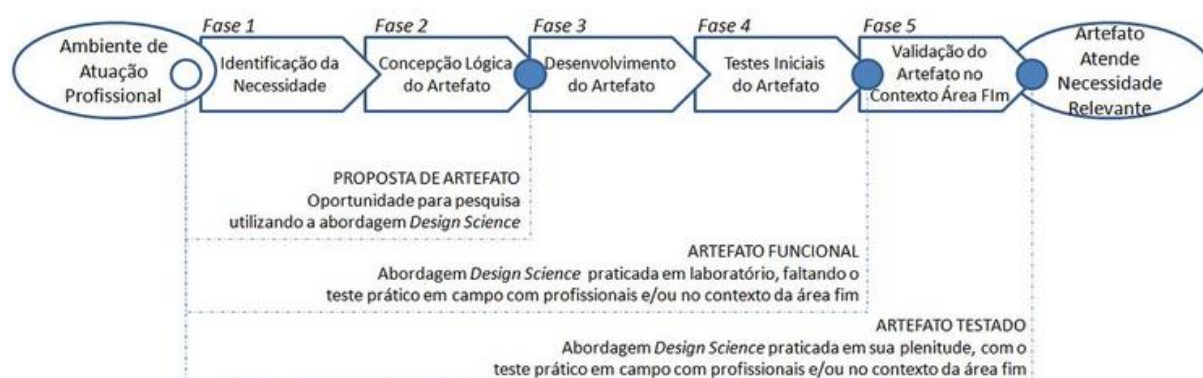 Fase 1
Fase 2
Fase 3
Fase 4
Fase 5
Ambiente de
Atuação
Profissional
Identificação da
Necessidade
Concepção Lógica
do Artefato
Desenvolvimento
do Artefato
Testes Iniciais
do Artefato
Validação do
Artefato no
Contexto Área FIm
Artefato
Atende
Necessidade
Relevante
PROPOSTA DE ARTEFATO
Oportunidade para pesquisa
utilizando a abordagem Design Science
ARTEFATO FUNCIONAL
Abordagem Design Science praticada em laboratório, faltando o
teste prático em campo com profissionais e/ou no contexto da área fim
ARTEFATO TESTADO
Abordagem Design Science praticada em sua plenitude, com o
teste prático em campo com profissionais e/ou no contexto da área fim